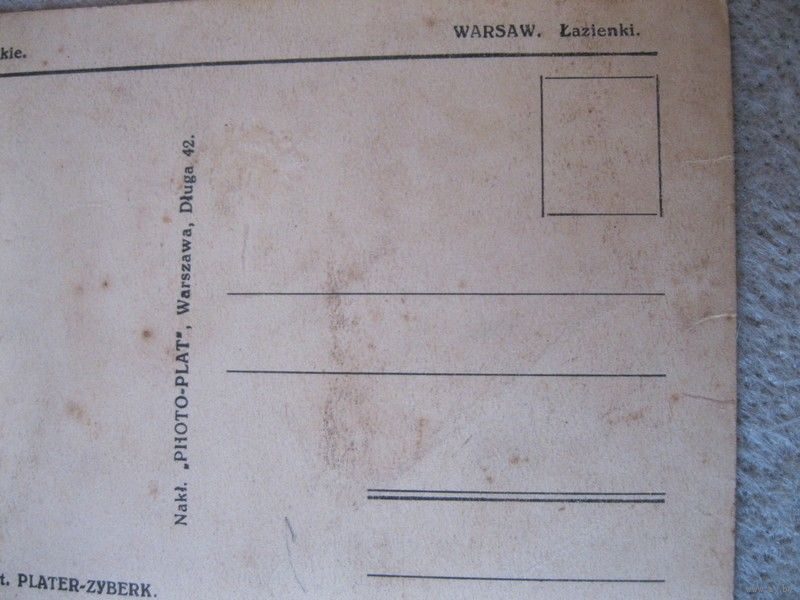 WARSAW. Łazienki.
kie.
Nakł. „PHOTO-PLAT", Warszawa, Długa 42.
t. PLATER-ZYBERK.